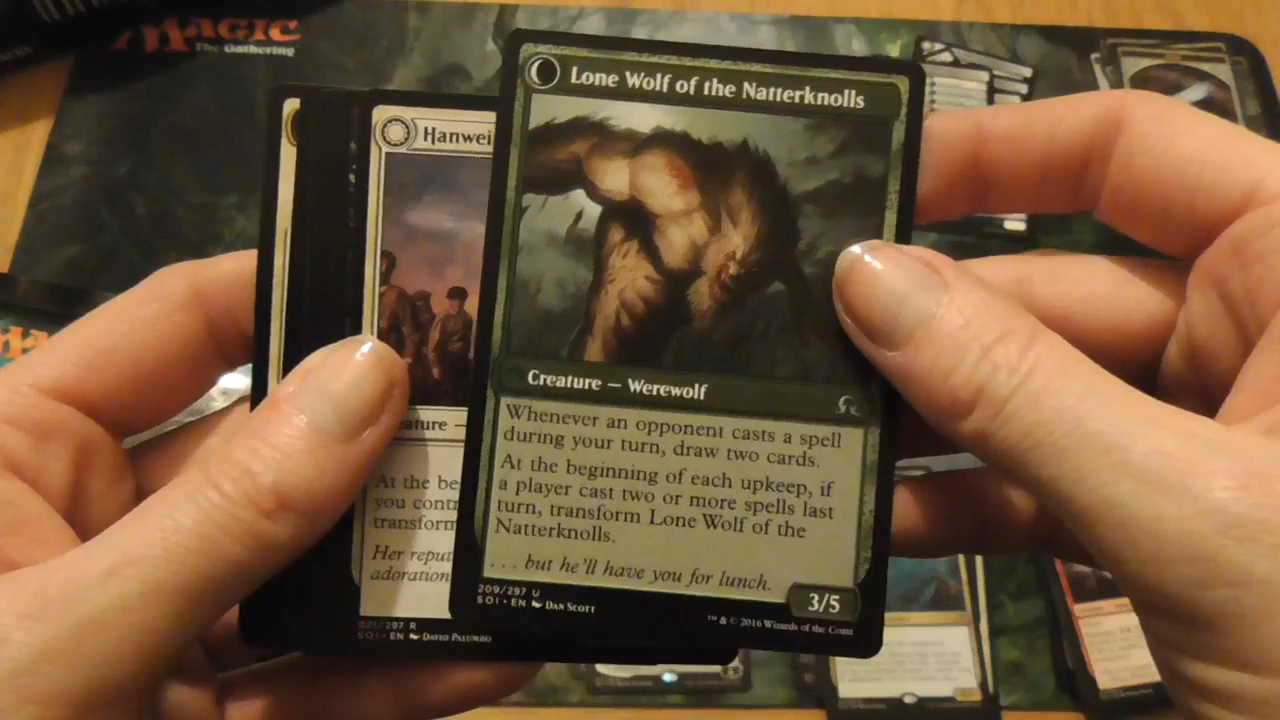 MAGIC
The Gathering
Lone Wolf of the Natterknolls
Creature — Werewolf
Whenever an opponent casts a spell
during your turn, draw two cards.
At the beginning of each upkeep, if
a player cast two or more spells last
turn, transform Lone Wolf of the
Natterknolls.
. . . but he'll have you for lunch.
3/5
209/297 U
SOI • EN DAN SCOTT
™ & © 2016 Wizards of the Coast
Hanwei
eature —
At the be
you contr
transform
Her reput
adoration
021/297 R
SOI • EN DAVID PALUMBO